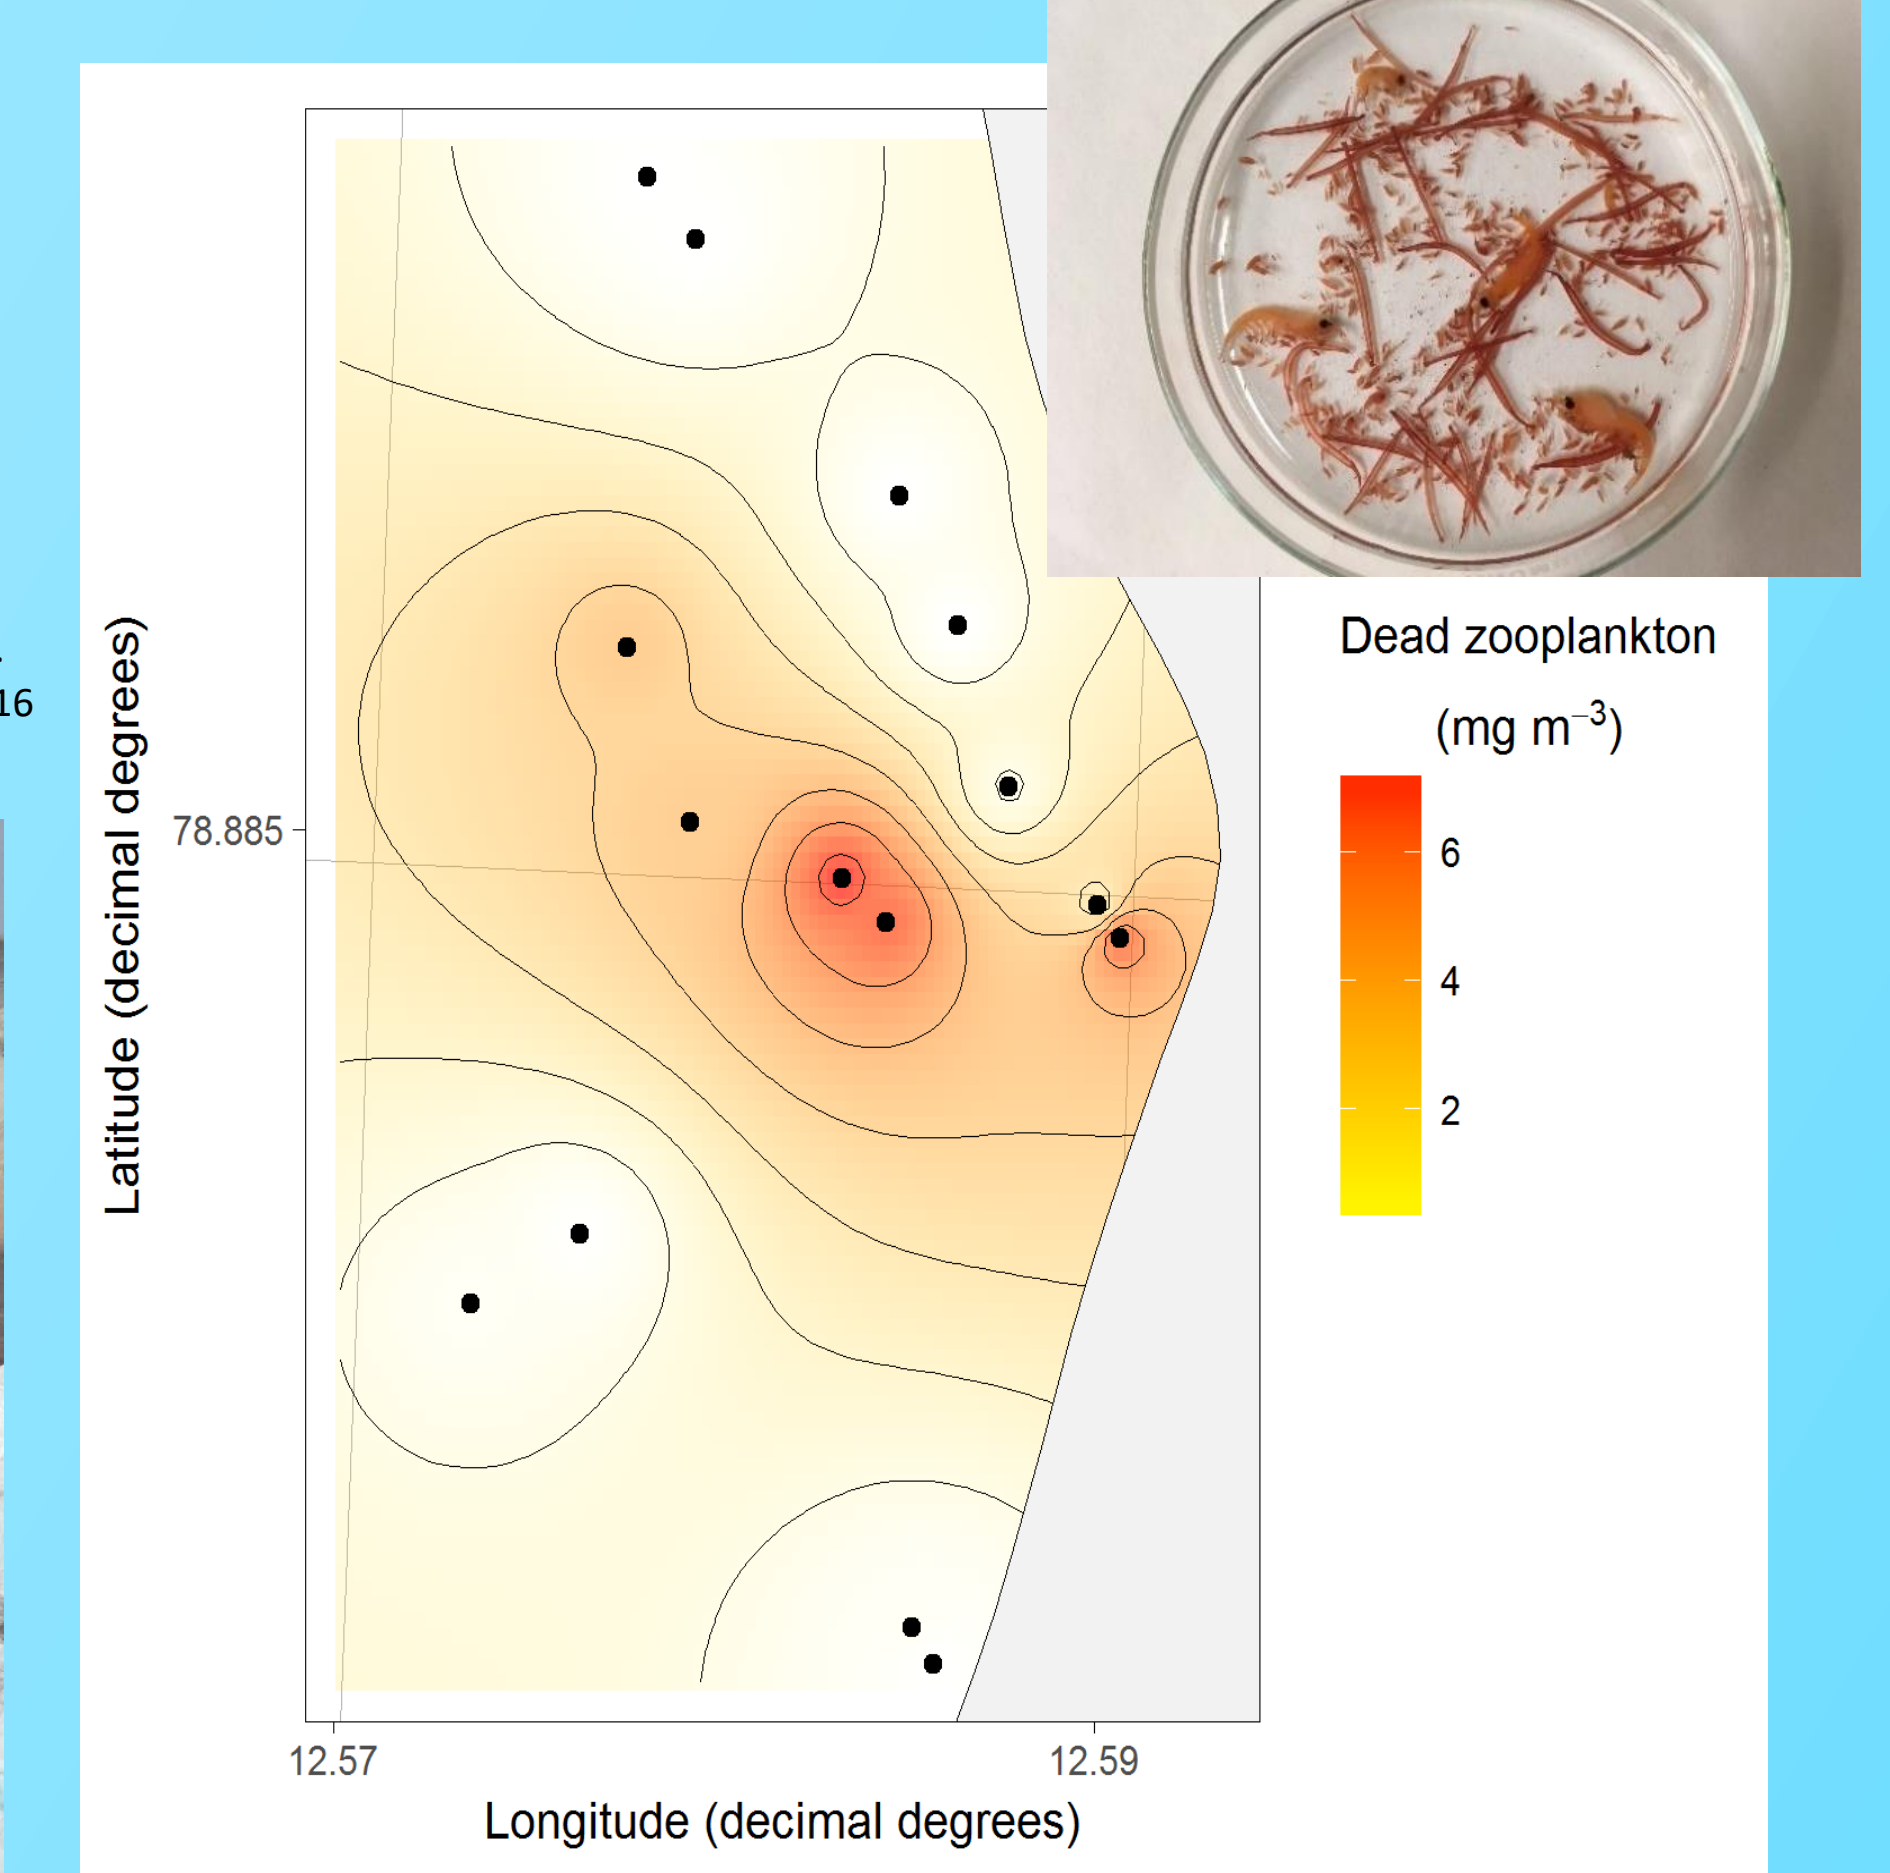 16
Latitude (decimal degrees)
78.885
12.57
12.59
Longitude (decimal degrees)
Dead zooplankton
(mg m⁻³)
6
4
2